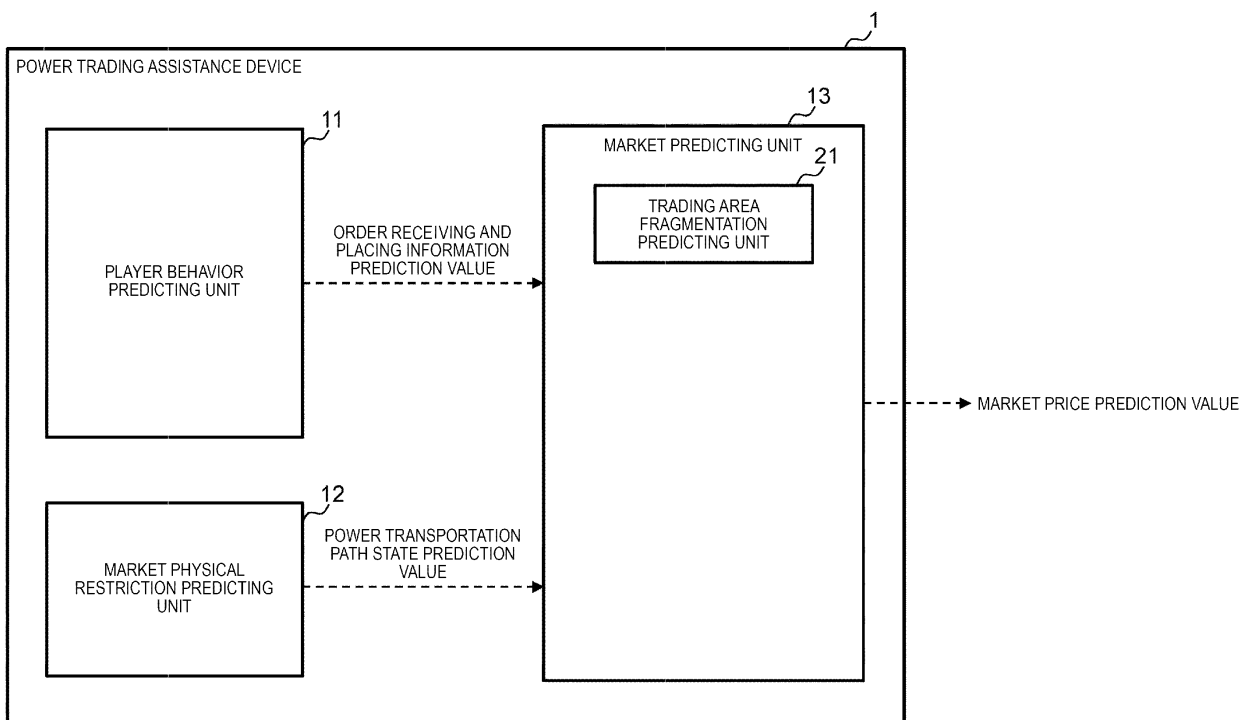 1
POWER TRADING ASSISTANCE DEVICE
11
PLAYER BEHAVIOR
PREDICTING UNIT
ORDER RECEIVING AND
PLACING INFORMATION
PREDICTION VALUE
13
MARKET PREDICTING UNIT
21
TRADING AREA
FRAGMENTATION
PREDICTING UNIT
MARKET PRICE PREDICTION VALUE
12
MARKET PHYSICAL
RESTRICTION PREDICTING
UNIT
POWER TRANSPORTATION
PATH STATE PREDICTION
VALUE